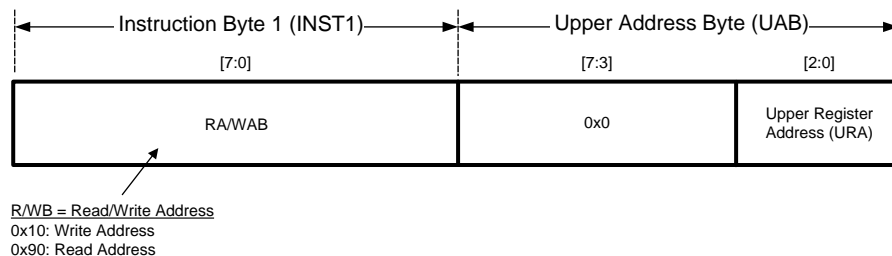 Instruction Byte 1 (INST1)
Upper Address Byte (UAB)
[7:0]
[7:3]
[2:0]
RA/WAB
0x0
Upper Register
Address (URA)
R/WB = Read/Write Address
0x10: Write Address
0x90: Read Address